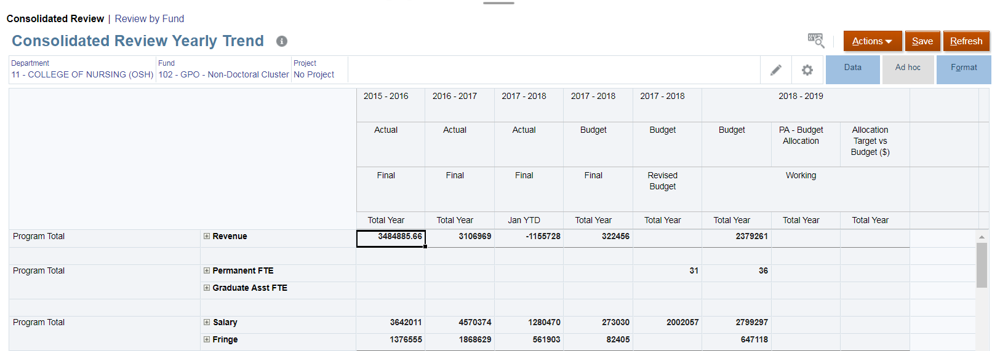 Consolidated Review | Review by Fund
Consolidated Review Yearly Trend
Actions Save Refresh
Department Fund Project
11 - COLLEGE OF NURSING (OSH) 102 - GPO - Non-Doctoral Cluster No Project
Data Ad hoc Format
2015 - 2016 2016 - 2017 2017 - 2018 2017 - 2018 2017 - 2018 2018 - 2019
Actual Actual Actual Budget Budget Budget PA - Budget Allocation
Allocation Target vs Budget ($)
Final Final Final Final Revised Working
Budget
Total Year Total Year Jan YTD Total Year Total Year Total Year Total Year Total Year
Program Total Revenue 3484885.66 3106969 -1155728 322456 2379261
Program Total Permanent FTE 31 36
Graduate Asst FTE
Program Total Salary 3642011 4570374 1280470 273030 2002057 2799297
Fringe 1376555 1868629 561903 82405 647118